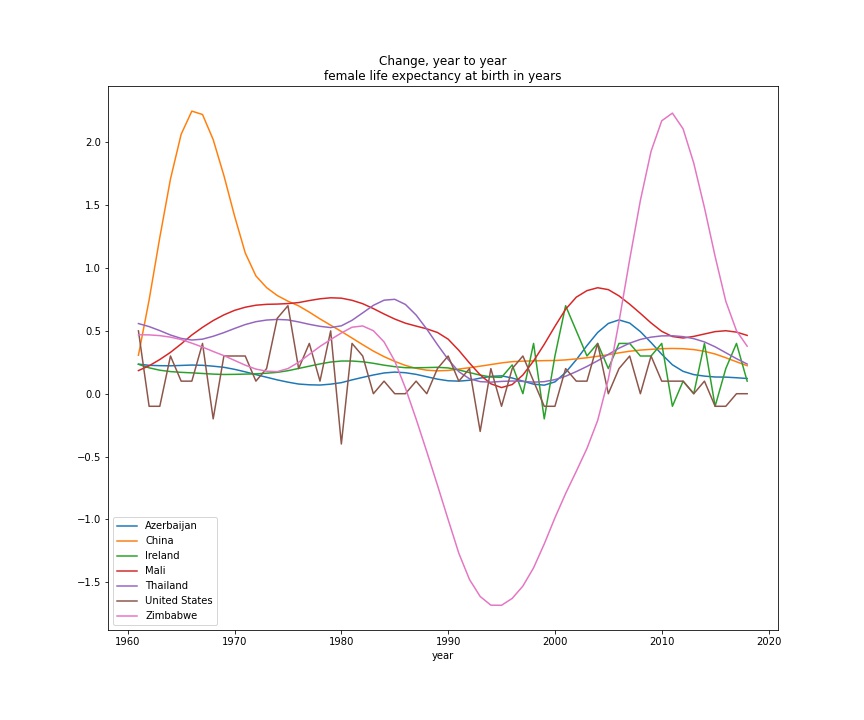 Change, year to year
female life expectancy at birth in years
2.0
1.5
1.0
0.5
0.0
−0.5
−1.0
−1.5
Azerbaijan
China
Ireland
Mali
Thailand
United States
Zimbabwe
1960 1970 1980 1990 2000 2010 2020
year